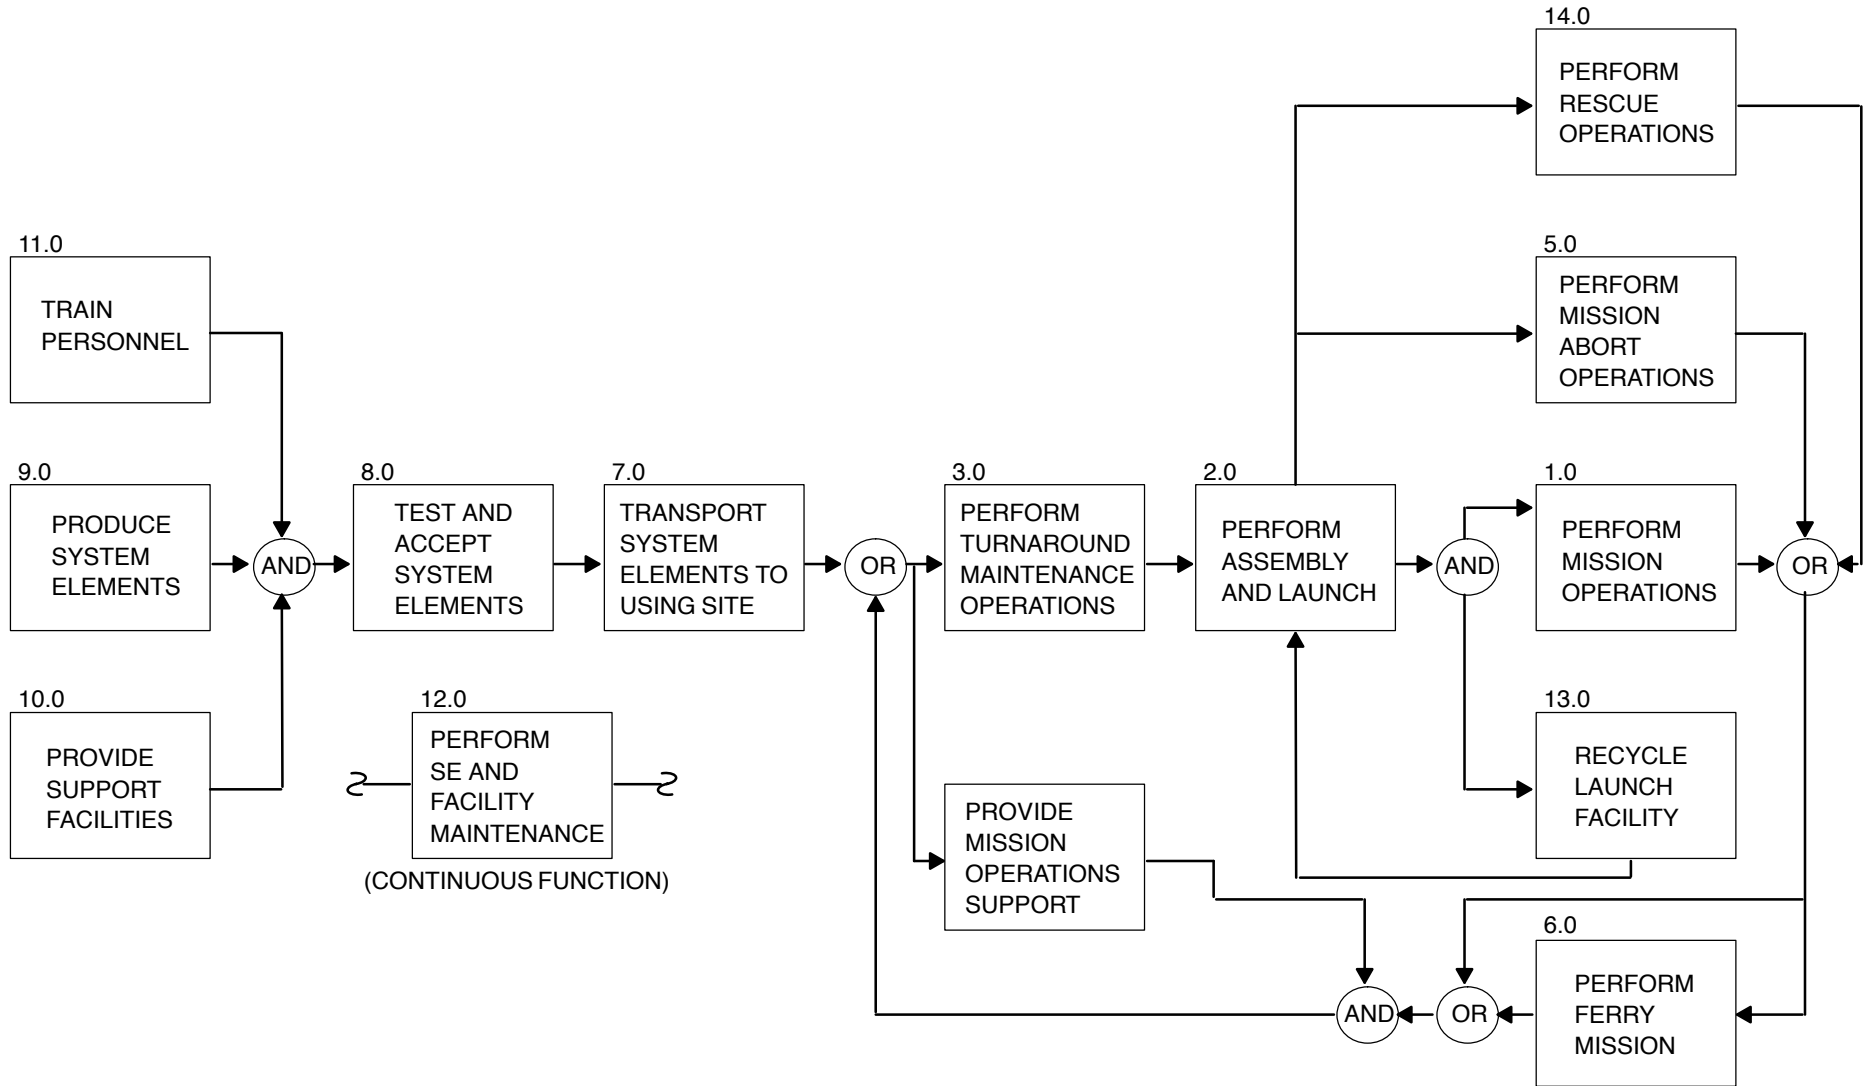 14.0
PERFORM
RESCUE
OPERATIONS
11.0
TRAIN
PERSONNEL
5.0
PERFORM
MISSION
ABORT
OPERATIONS
9.0
PRODUCE
SYSTEM
ELEMENTS
AND
8.0
TEST AND
ACCEPT
SYSTEM
ELEMENTS
7.0
TRANSPORT
SYSTEM
ELEMENTS TO
USING SITE
OR
3.0
PERFORM
TURNAROUND
MAINTENANCE
OPERATIONS
2.0
PERFORM
ASSEMBLY
AND LAUNCH
AND
1.0
PERFORM
MISSION
OPERATIONS
OR
10.0
PROVIDE
SUPPORT
FACILITIES
12.0
PERFORM
SE AND
FACILITY
MAINTENANCE
(CONTINUOUS FUNCTION)
PROVIDE
MISSION
OPERATIONS
SUPPORT
13.0
RECYCLE
LAUNCH
FACILITY
AND
OR
6.0
PERFORM
FERRY
MISSION